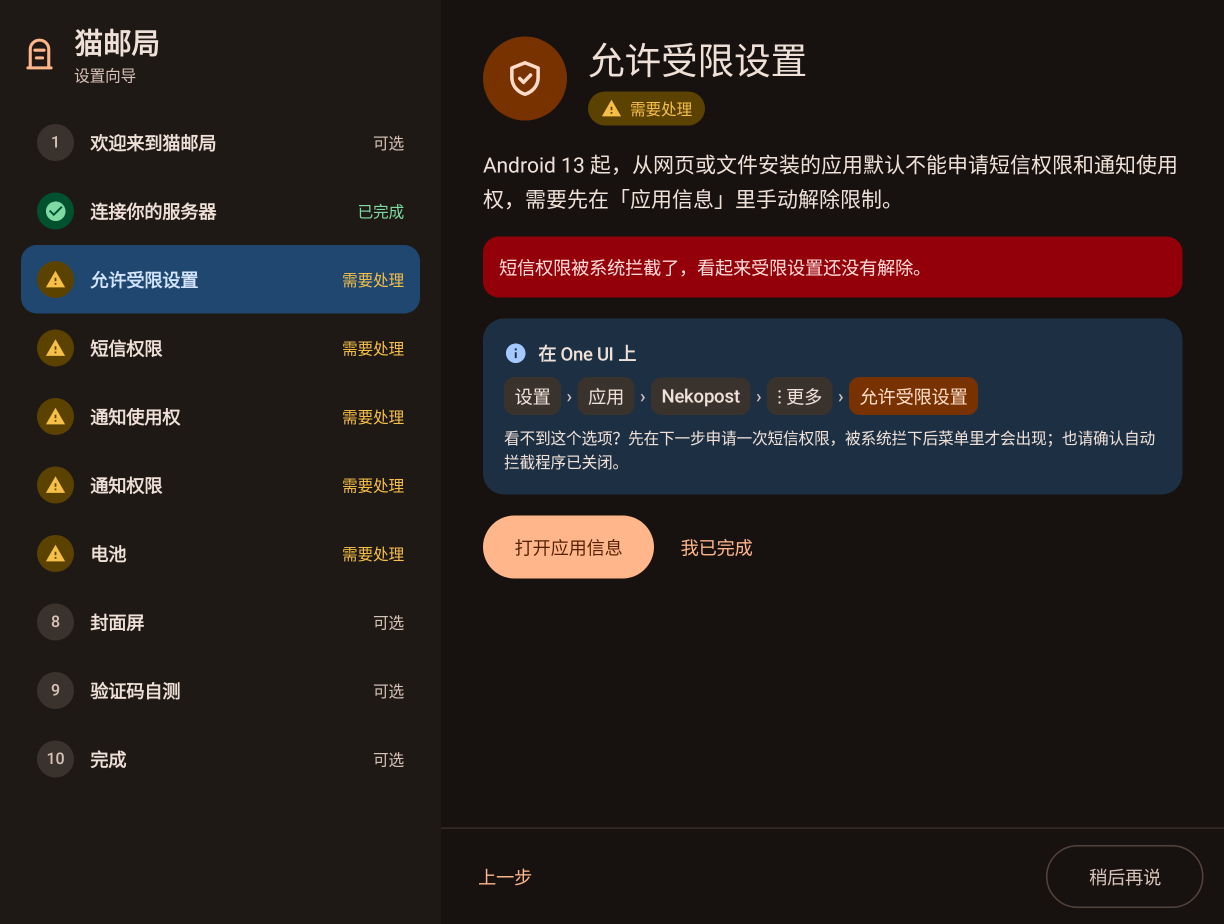 猫邮局
设置向导
1 欢迎来到猫邮局 可选
连接你的服务器 已完成
允许受限设置 需要处理
短信权限 需要处理
通知使用权 需要处理
通知权限 需要处理
电池 需要处理
8 封面屏 可选
9 验证码自测 可选
10 完成 可选
允许受限设置
需要处理
Android 13 起，从网页或文件安装的应用默认不能申请短信权限和通知使用
权，需要先在「应用信息」里手动解除限制。
短信权限被系统拦截了，看起来受限设置还没有解除。
在 One UI 上
设置 › 应用 › Nekopost › ⋮更多 › 允许受限设置
看不到这个选项？先在下一步申请一次短信权限，被系统拦下后菜单里才会出现；也请确认自动
拦截程序已关闭。
打开应用信息 我已完成
上一步 稍后再说